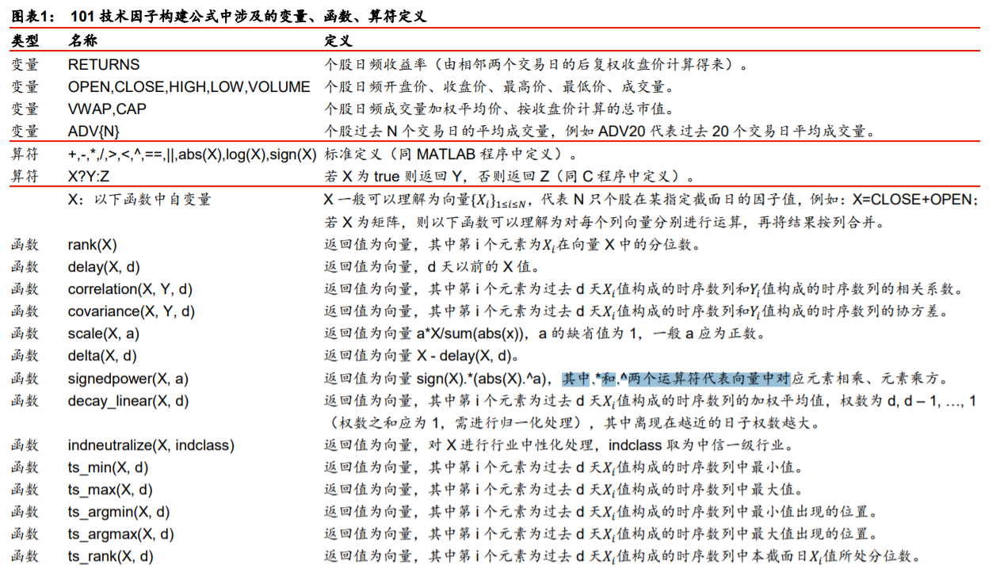 图表1： 101 技术因子构建公式中涉及的变量、函数、算符定义
类型 名称 定义
变量 RETURNS 个股日频收益率（由相邻两个交易日的后复权收盘价计算得来）。
变量 OPEN,CLOSE,HIGH,LOW,VOLUME 个股日频开盘价、收盘价、最高价、最低价、成交量。
变量 VWAP,CAP 个股日频成交量加权平均价、按收盘价计算的总市值。
变量 ADV{N} 个股过去 N 个交易日的平均成交量，例如 ADV20 代表过去 20 个交易日平均成交量。
算符 +,-,*,/,>,<,^,==,||,abs(X),log(X),sign(X) 标准定义（同 MATLAB 程序中定义）。
算符 X?Y:Z 若 X 为 true 则返回 Y，否则返回 Z（同 C 程序中定义）。
X：以下函数中自变量 X 一般可以理解为向量{Xᵢ}₁≤ᵢ≤N，代表 N 只个股在某指定截面日的因子值，例如：X=CLOSE+OPEN；
若 X 为矩阵，则以下函数可以理解为对每个列向量分别进行运算，再将结果按列合并。
函数 rank(X) 返回值为向量，其中第 i 个元素为Xᵢ在向量 X 中的分位数。
函数 delay(X, d) 返回值为向量，d 天以前的 X 值。
函数 correlation(X, Y, d) 返回值为向量，其中第 i 个元素为过去 d 天Xᵢ值构成的时序数列和Yᵢ值构成的时序数列的相关系数。
函数 covariance(X, Y, d) 返回值为向量，其中第 i 个元素为过去 d 天Xᵢ值构成的时序数列和Yᵢ值构成的时序数列的协方差。
函数 scale(X, a) 返回值为向量 a*X/sum(abs(x))，a 的缺省值为 1，一般 a 应为正数。
函数 delta(X, d) 返回值为向量 X - delay(X, d)。
函数 signedpower(X, a) 返回值为向量 sign(X).*(abs(X).^a)，其中.*和.^两个运算符代表向量中对应元素相乘、元素乘方。
函数 decay_linear(X, d) 返回值为向量，其中第 i 个元素为过去 d 天Xᵢ值构成的时序数列的加权平均值，权数为 d, d – 1, …, 1
（权数之和应为 1，需进行归一化处理），其中离现在越近的日子权数越大。
函数 indneutralize(X, indclass) 返回值为向量，对 X 进行行业中性化处理，indclass 取为中信一级行业。
函数 ts_min(X, d) 返回值为向量，其中第 i 个元素为过去 d 天Xᵢ值构成的时序数列中最小值。
函数 ts_max(X, d) 返回值为向量，其中第 i 个元素为过去 d 天Xᵢ值构成的时序数列中最大值。
函数 ts_argmin(X, d) 返回值为向量，其中第 i 个元素为过去 d 天Xᵢ值构成的时序数列中最小值出现的位置。
函数 ts_argmax(X, d) 返回值为向量，其中第 i 个元素为过去 d 天Xᵢ值构成的时序数列中最大值出现的位置。
函数 ts_rank(X, d) 返回值为向量，其中第 i 个元素为过去 d 天Xᵢ值构成的时序数列中本截面日Xᵢ值所处分位数。